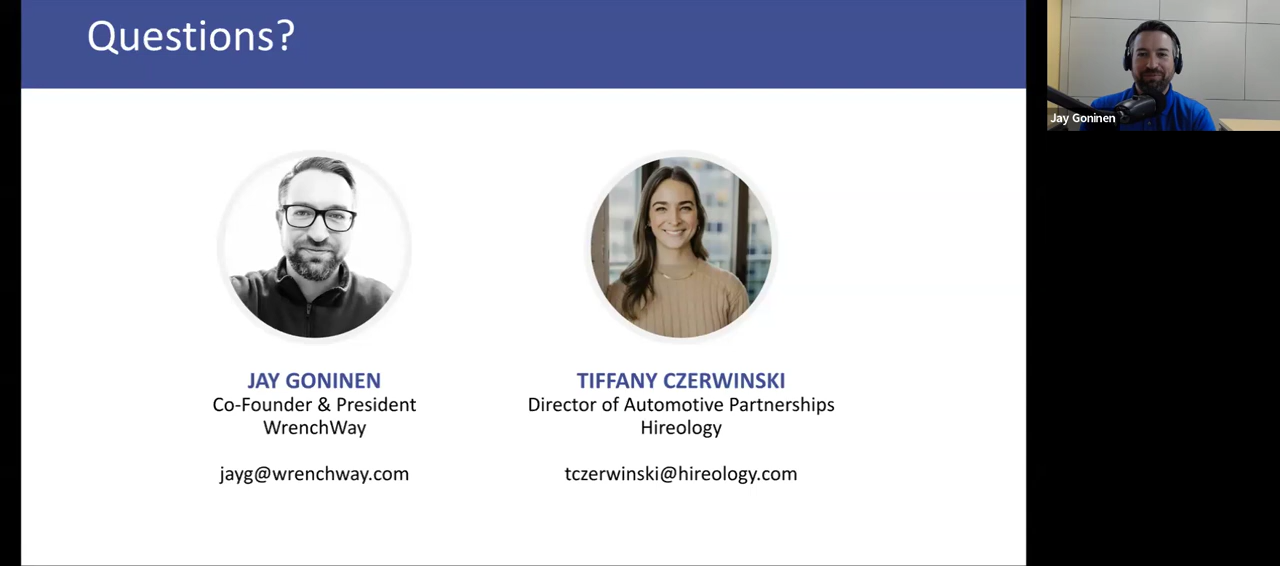 Questions?
Jay Goninen
JAY GONINEN
Co-Founder & President
WrenchWay
jayg@wrenchway.com
TIFFANY CZERWINSKI
Director of Automotive Partnerships
Hireology
tczerwinski@hireology.com